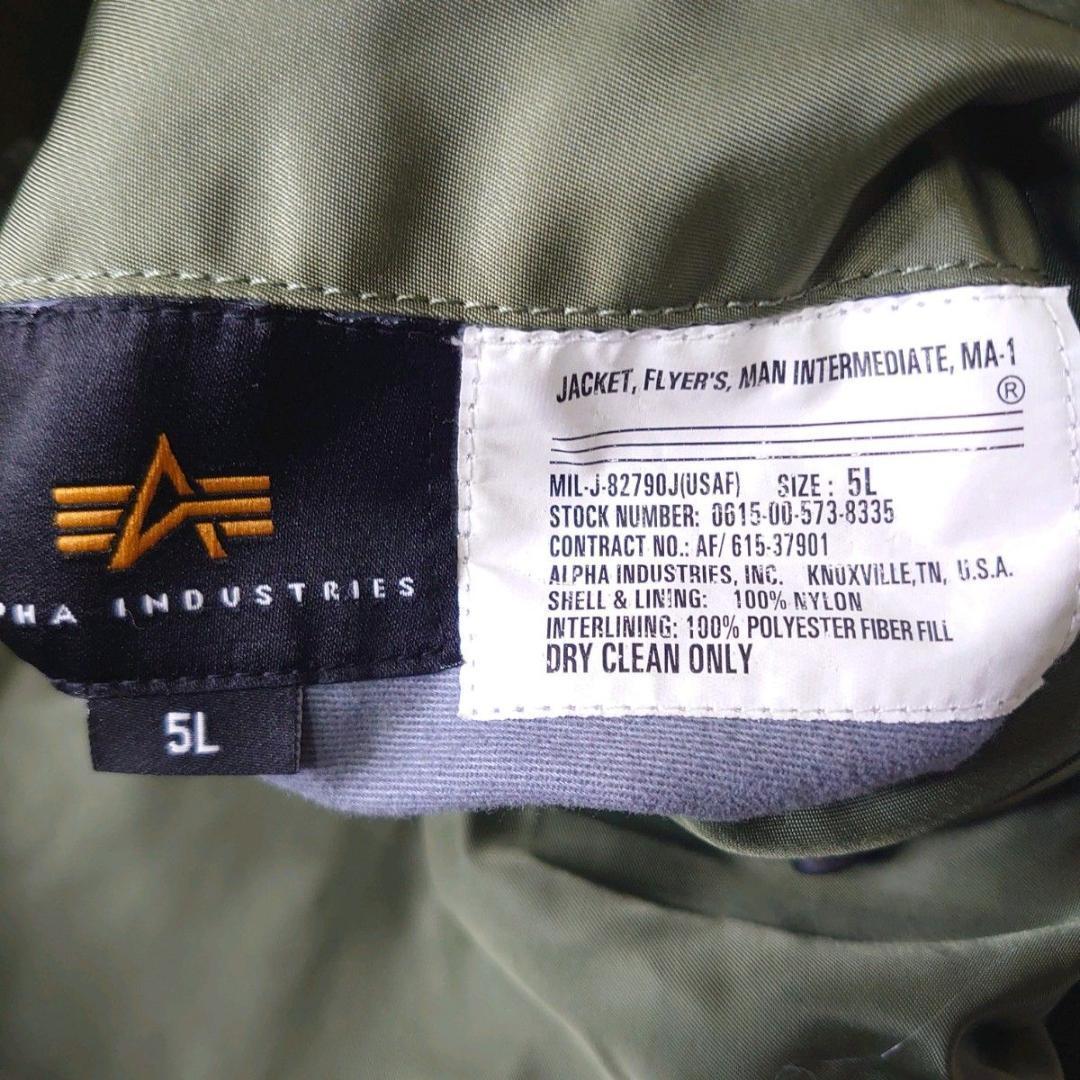 JACKET, FLYER'S, MAN INTERMEDIATE, MA-1
®
MIL-J-82790J(USAF) SIZE: 5L
STOCK NUMBER: 0615-00-573-8335
CONTRACT NO.: AF/ 615-37901
ALPHA INDUSTRIES, INC. KNOXVILLE,TN, U.S.A.
SHELL & LINING: 100% NYLON
INTERLINING: 100% POLYESTER FIBER FILL
DRY CLEAN ONLY
PHA INDUSTRIES
5L